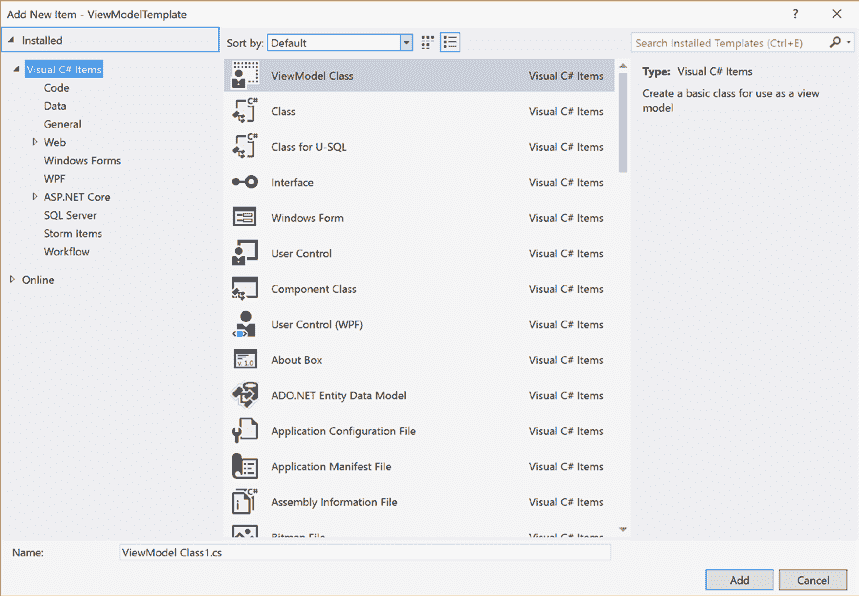 Add New Item - ViewModelTemplate
?
Installed
Sort by: Default
Search Installed Templates (Ctrl+E)
Visual C# Items
Code
Data
General
Web
Windows Forms
WPF
ASP.NET Core
SQL Server
Storm Items
Workflow
Online
ViewModel Class Visual C# Items
Class Visual C# Items
Class for U-SQL Visual C# Items
Interface Visual C# Items
Windows Form Visual C# Items
User Control Visual C# Items
Component Class Visual C# Items
User Control (WPF) Visual C# Items
About Box Visual C# Items
ADO.NET Entity Data Model Visual C# Items
Application Configuration File Visual C# Items
Application Manifest File Visual C# Items
Assembly Information File Visual C# Items
Bitmap File Visual C# Items
Type: Visual C# Items
Create a basic class for use as a view
model
Name: ViewModel Class1.cs
Add Cancel